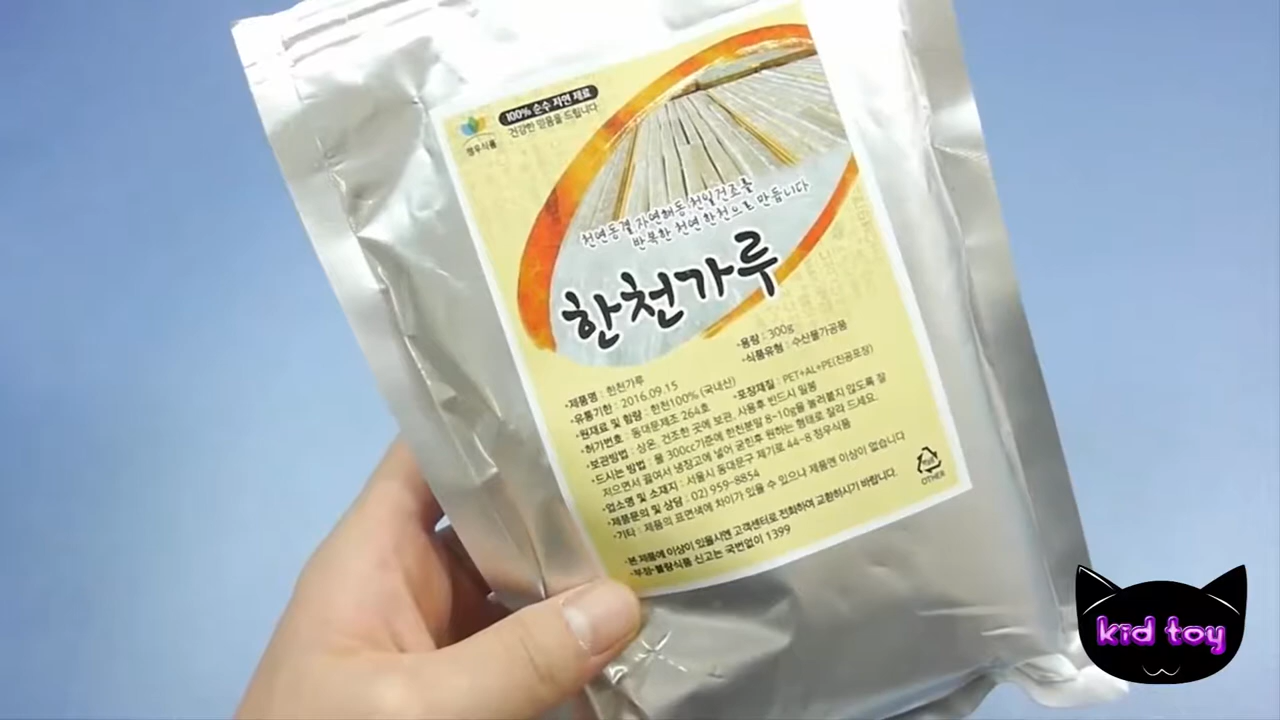 100% 순수 자연 재료
건강한 믿음을 드립니다
정우식품
천연동결 자연해동 천일건조를
반복한 천연 한천으로 만듭니다
한천가루
·용량 : 300g
·식품유형 : 수산물가공품
·제품명 : 한천가루
·유통기한 : 2016.09.15
·원재료 및 함량 : 한천100% (국내산) ·포장재질 : PET+AL+PE(진공포장)
·허가번호 : 동대문제조 264호
·보관방법 : 상온, 건조한 곳에 보관, 사용후 반드시 밀봉
·드시는 방법 : 물 300cc기준에 한천분말 8~10g을 눌러붙지 않도록 잘
저으면서 끓여서 냉장고에 넣어 굳힌후 원하는 형태로 잘라 드세요.
·업소명 및 소재지 : 서울시 동대문구 제기로 44-8 정우식품
·제품문의 및 상담 : 02) 959-8854
·기타 : 제품의 표면색에 차이가 있을 수 있으나 제품엔 이상이 없습니다
·본 제품에 이상이 있을시엔 고객센터로 전화하여 교환하시기 바랍니다.
·부정·불량식품 신고는 국번없이 1399
OTHER
kid toy